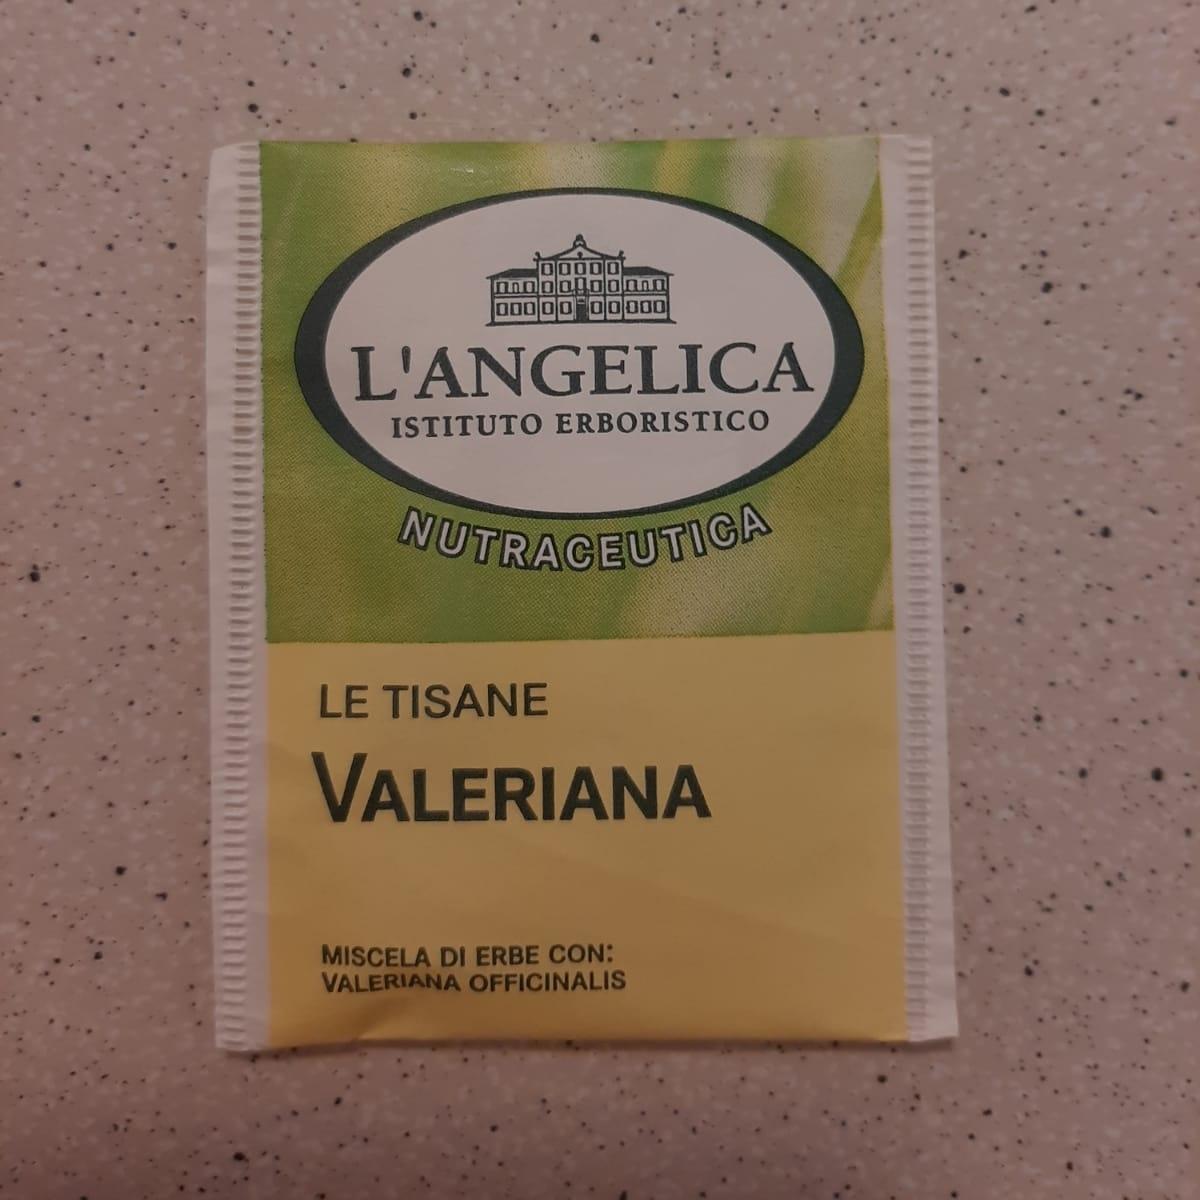 L'ANGELICA
ISTITUTO ERBORISTICO
NUTRACEUTICA
LE TISANE
VALERIANA
MISCELA DI ERBE CON:
VALERIANA OFFICINALIS